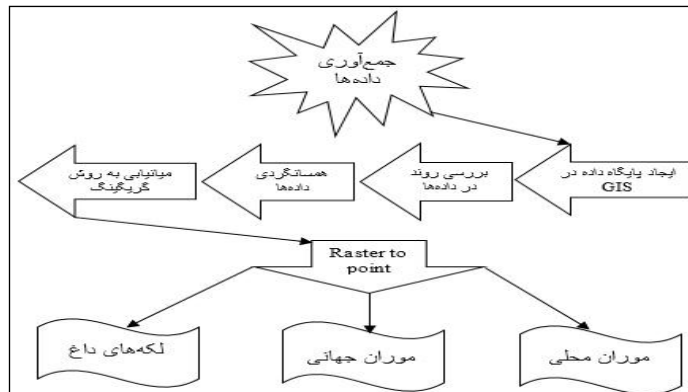 جمع‌آوری
داده‌ها
ایجاد پایگاه داده در
GIS
بررسی روند
در داده‌ها
همسانگردی
داده‌ها
میانیابی به روش
گریگینگ
Raster to
point
موران محلی
موران جهانی
لکه‌های داغ